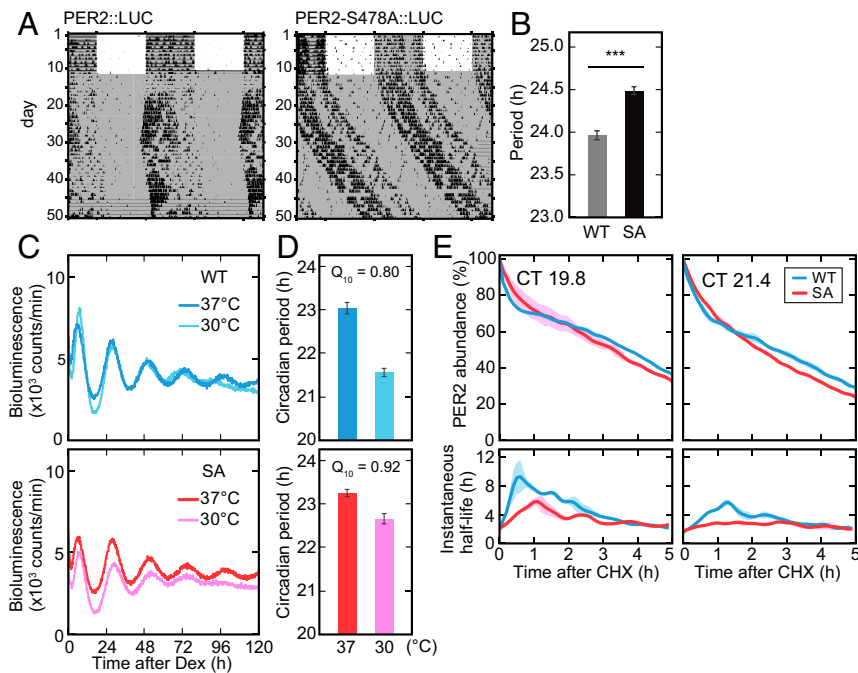 A
PER2::LUC
PER2-S478A::LUC
day
1
10
20
30
40
50
1
10
20
30
40
50
B
Period (h)
25.0
24.5
24.0
23.5
23.0
***
WT
SA
C
Bioluminescence
(x10³ counts/min)
10
5
0
WT
37°C
30°C
Bioluminescence
(x10³ counts/min)
10
5
0
SA
37°C
30°C
0
24
48
72
96
120
Time after Dex (h)
D
Circadian period (h)
24
23
22
21
20
Q10 = 0.80
Circadian period (h)
24
23
22
21
20
Q10 = 0.92
37
30
(°C)
E
PER2 abundance (%)
100
80
60
40
20
0
CT 19.8
CT 21.4
WT
SA
Instantaneous
half-life (h)
12
8
4
0
0
1
2
3
4
5
Time after CHX (h)
0
1
2
3
4
5
Time after CHX (h)